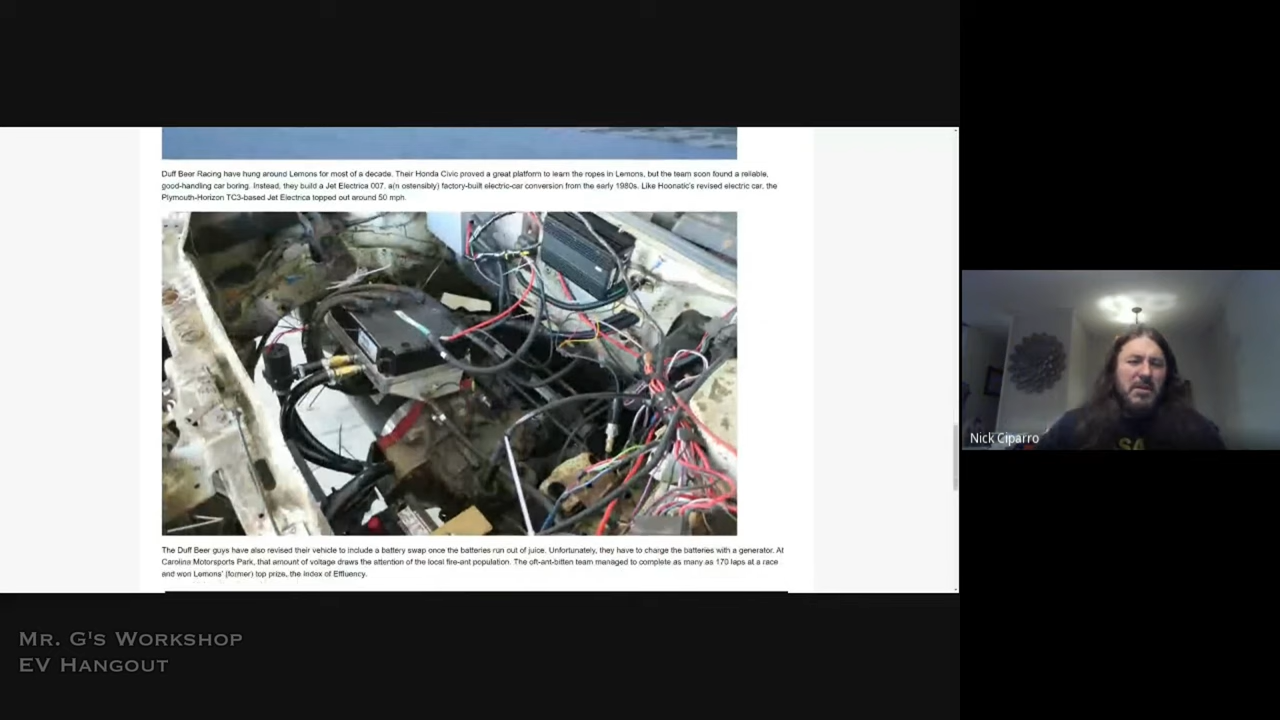 Duff Beer Racing have hung around Lemons for most of a decade. Their Honda Civic proved a great platform to learn the ropes in Lemons, but the team soon found a reliable,
good-handling car boring. Instead, they build a Jet Electrica 007, a(n ostensibly) factory-built electric-car conversion from the early 1980s. Like Hoonatic's revised electric car, the
Plymouth-Horizon TC3-based Jet Electrica topped out around 50 mph.
The Duff Beer guys have also revised their vehicle to include a battery swap once the batteries run out of juice. Unfortunately, they have to charge the batteries with a generator. At
Carolina Motorsports Park, that amount of voltage draws the attention of the local fire-ant population. The oft-ant-bitten team managed to complete as many as 170 laps at a race
and won Lemons' (former) top prize, the Index of Effluency.
Nick Ciparro
SA
Mr. G's Workshop
EV Hangout